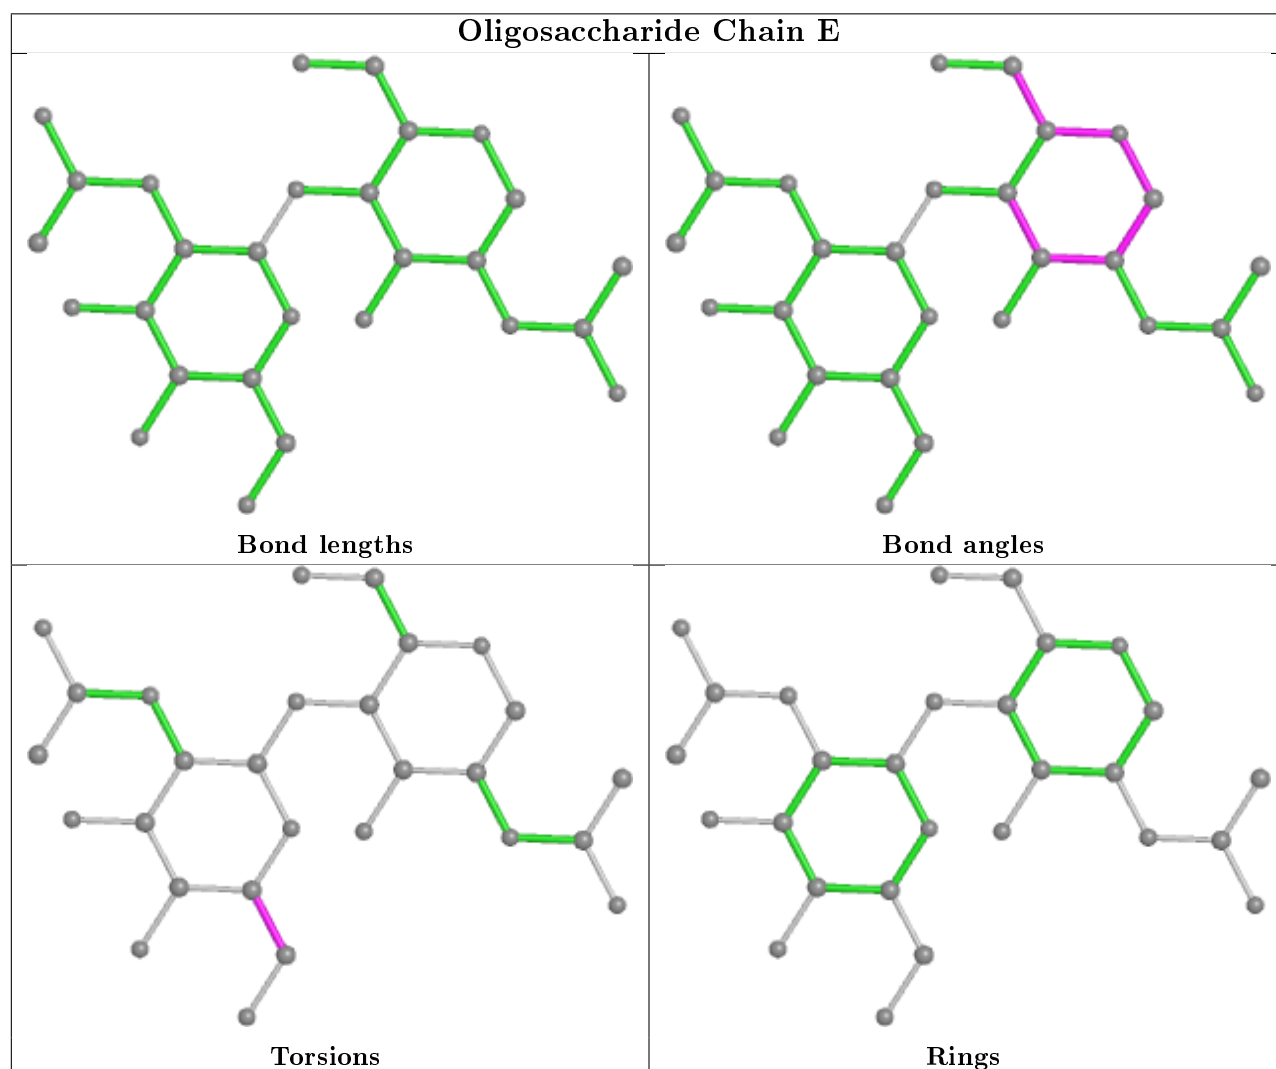 Oligosaccharide Chain E
Bond lengths
Bond angles
Torsions
Rings